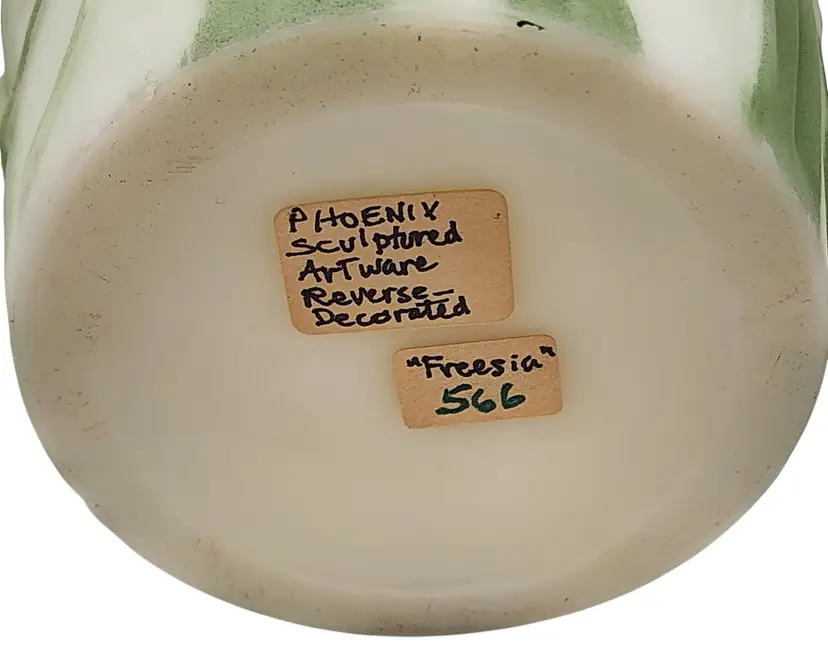 PHOENIX
Sculptured
ArTware
Reverse-
Decorated
"Freesia"
566